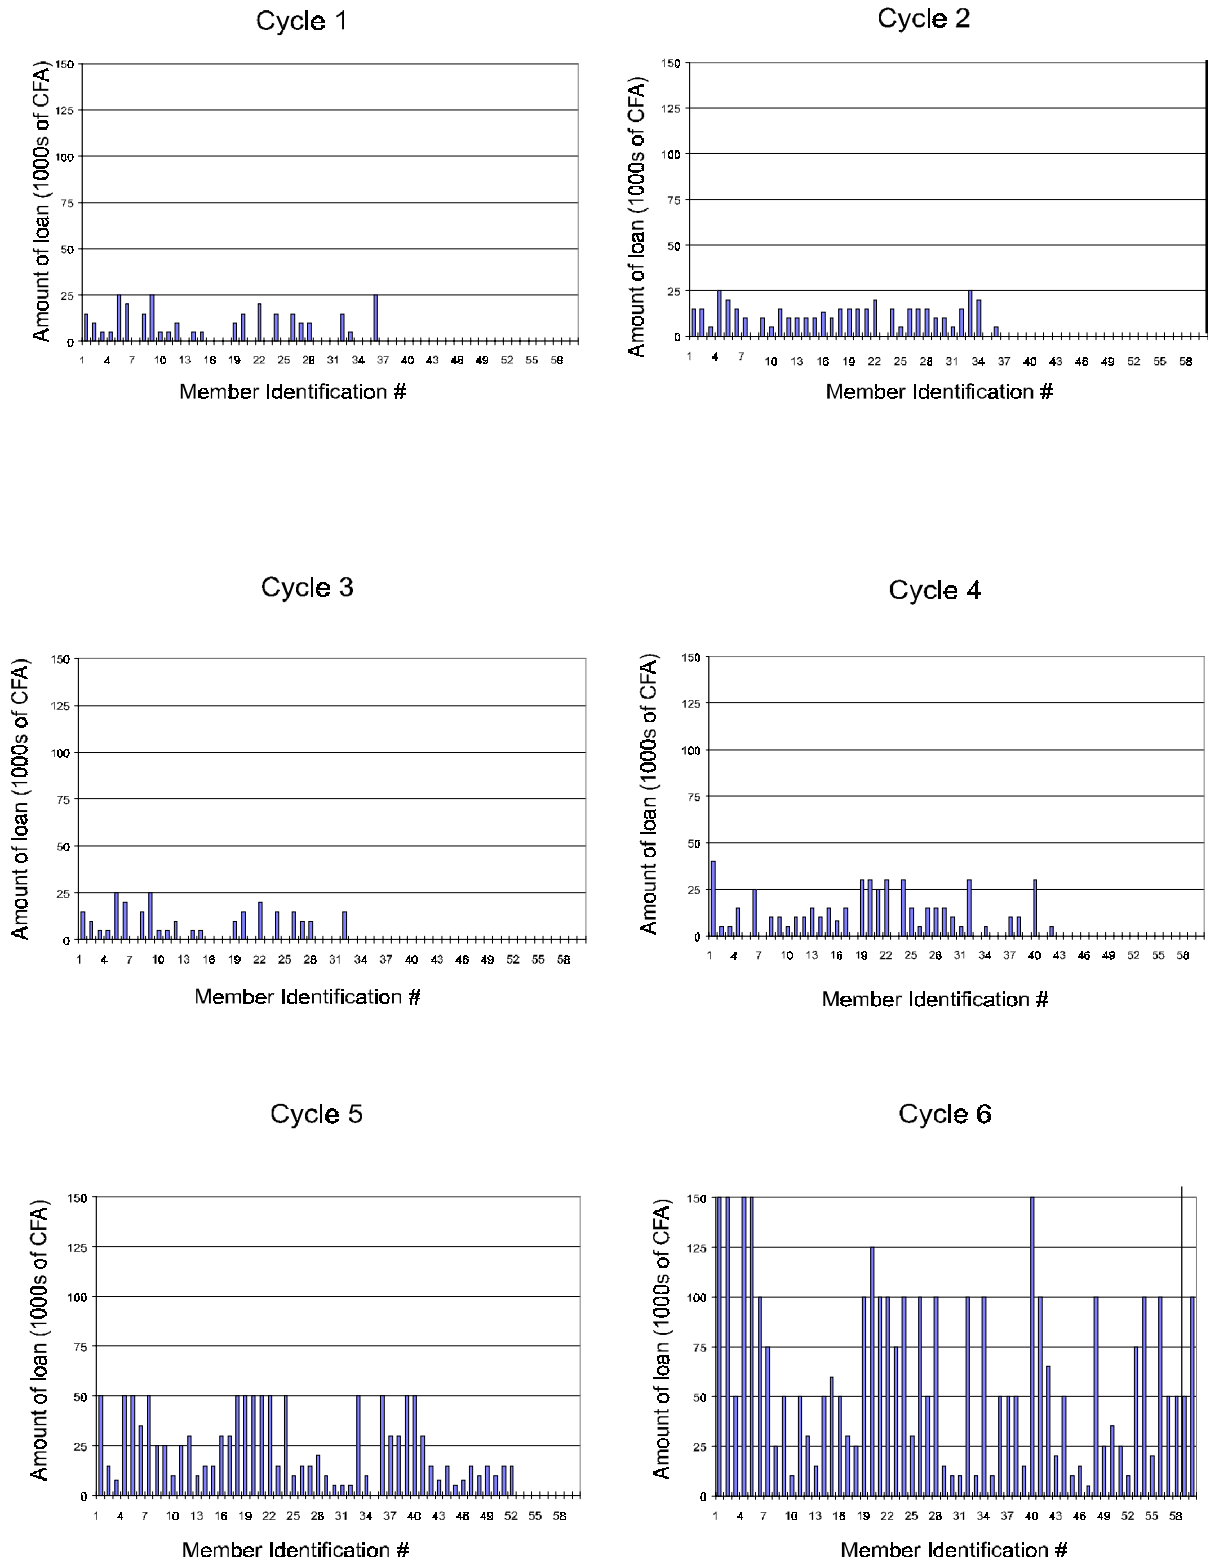 Cycle 1
Amount of loan (1000s of CFA)
150
125
100
75
50
25
0
1 4 7 10 13 16 19 22 25 28 31 34 37 40 43 46 49 52 55 58
Member Identification #
Cycle 2
Amount of loan (1000s of CFA)
150
125
100
75
50
25
0
1 4 7 10 13 16 19 22 25 28 31 34 37 40 43 46 49 52 55 58
Member Identification #
Cycle 3
Amount of loan (1000s of CFA)
150
125
100
75
50
25
0
1 4 7 10 13 16 19 22 25 28 31 34 37 40 43 46 49 52 55 58
Member Identification #
Cycle 4
Amount of loan (1000s of CFA)
150
125
100
75
50
25
0
1 4 7 10 13 16 19 22 25 28 31 34 37 40 43 46 49 52 55 58
Member Identification #
Cycle 5
Amount of loan (1000s of CFA)
150
125
100
75
50
25
0
1 4 7 10 13 16 19 22 25 28 31 34 37 40 43 46 49 52 55 58
Member Identification #
Cycle 6
Amount of loan (1000s of CFA)
150
125
100
75
50
25
0
1 4 7 10 13 16 19 22 25 28 31 34 37 40 43 46 49 52 55 58
Member Identification #